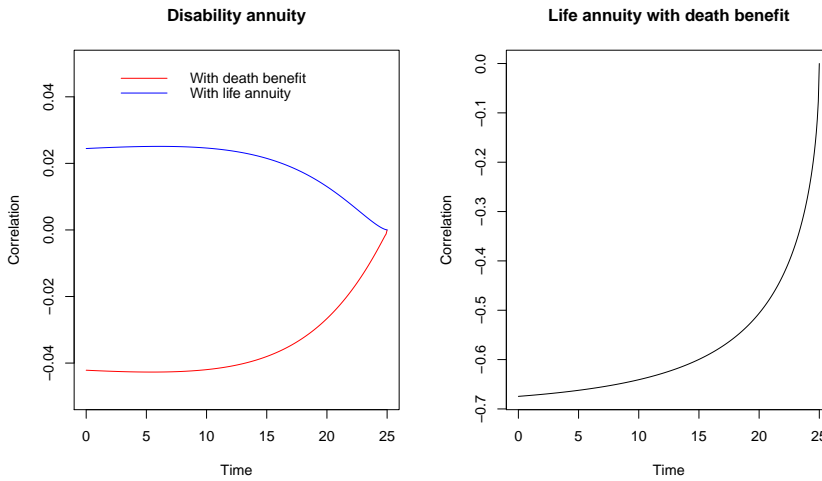 Disability annuity
With death benefit
With life annuity
0.04
0.02
0.00
−0.02
−0.04
Correlation
0 5 10 15 20 25
Time
Life annuity with death benefit
0.0
−0.1
−0.2
−0.3
−0.4
−0.5
−0.6
−0.7
Correlation
0 5 10 15 20 25
Time